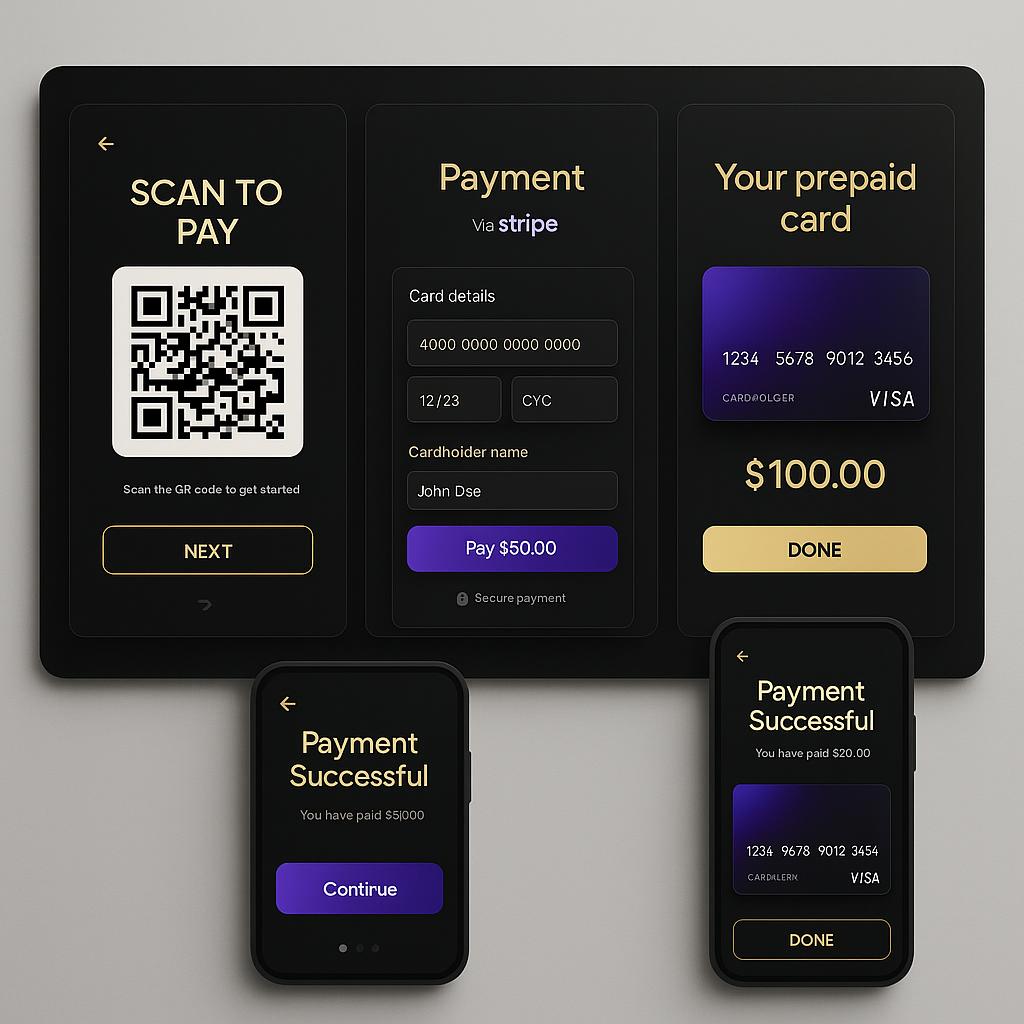 SCAN TO
PAY
Scan the GR code to get started
NEXT
Payment
Via stripe
Card details
4000 0000 0000 0000
12/23
CYC
Cardhoider name
John Dse
Pay $50.00
Secure payment
Your prepaid
card
1234 5678 9012 3456
CARD@OLGER
VISA
$100.00
DONE
Payment
Successful
You have paid $5|000
Contirue
Payment
Successful
You have paid $20.00
1234 9678 9012 3454
VISA
DONE